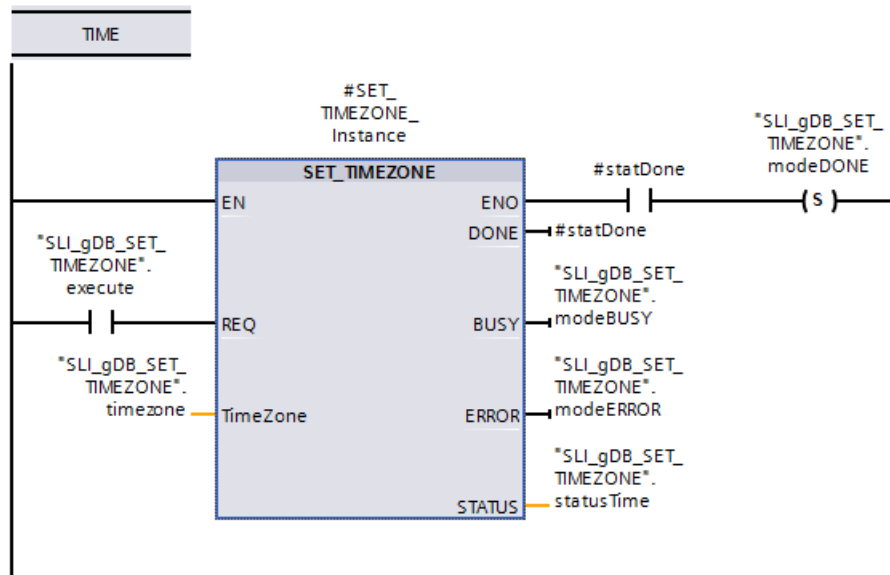 TIME
#SET_
TIMEZONE_
Instance
SET_TIMEZONE
EN
ENO
#statDone
"SLI_gDB_SET_
TIMEZONE".
modeDONE
( S )
DONE
#statDone
"SLI_gDB_SET_
TIMEZONE".
execute
REQ
BUSY
"SLI_gDB_SET_
TIMEZONE".
modeBUSY
"SLI_gDB_SET_
TIMEZONE".
timezone
TimeZone
ERROR
"SLI_gDB_SET_
TIMEZONE".
modeERROR
STATUS
"SLI_gDB_SET_
TIMEZONE".
statusTime